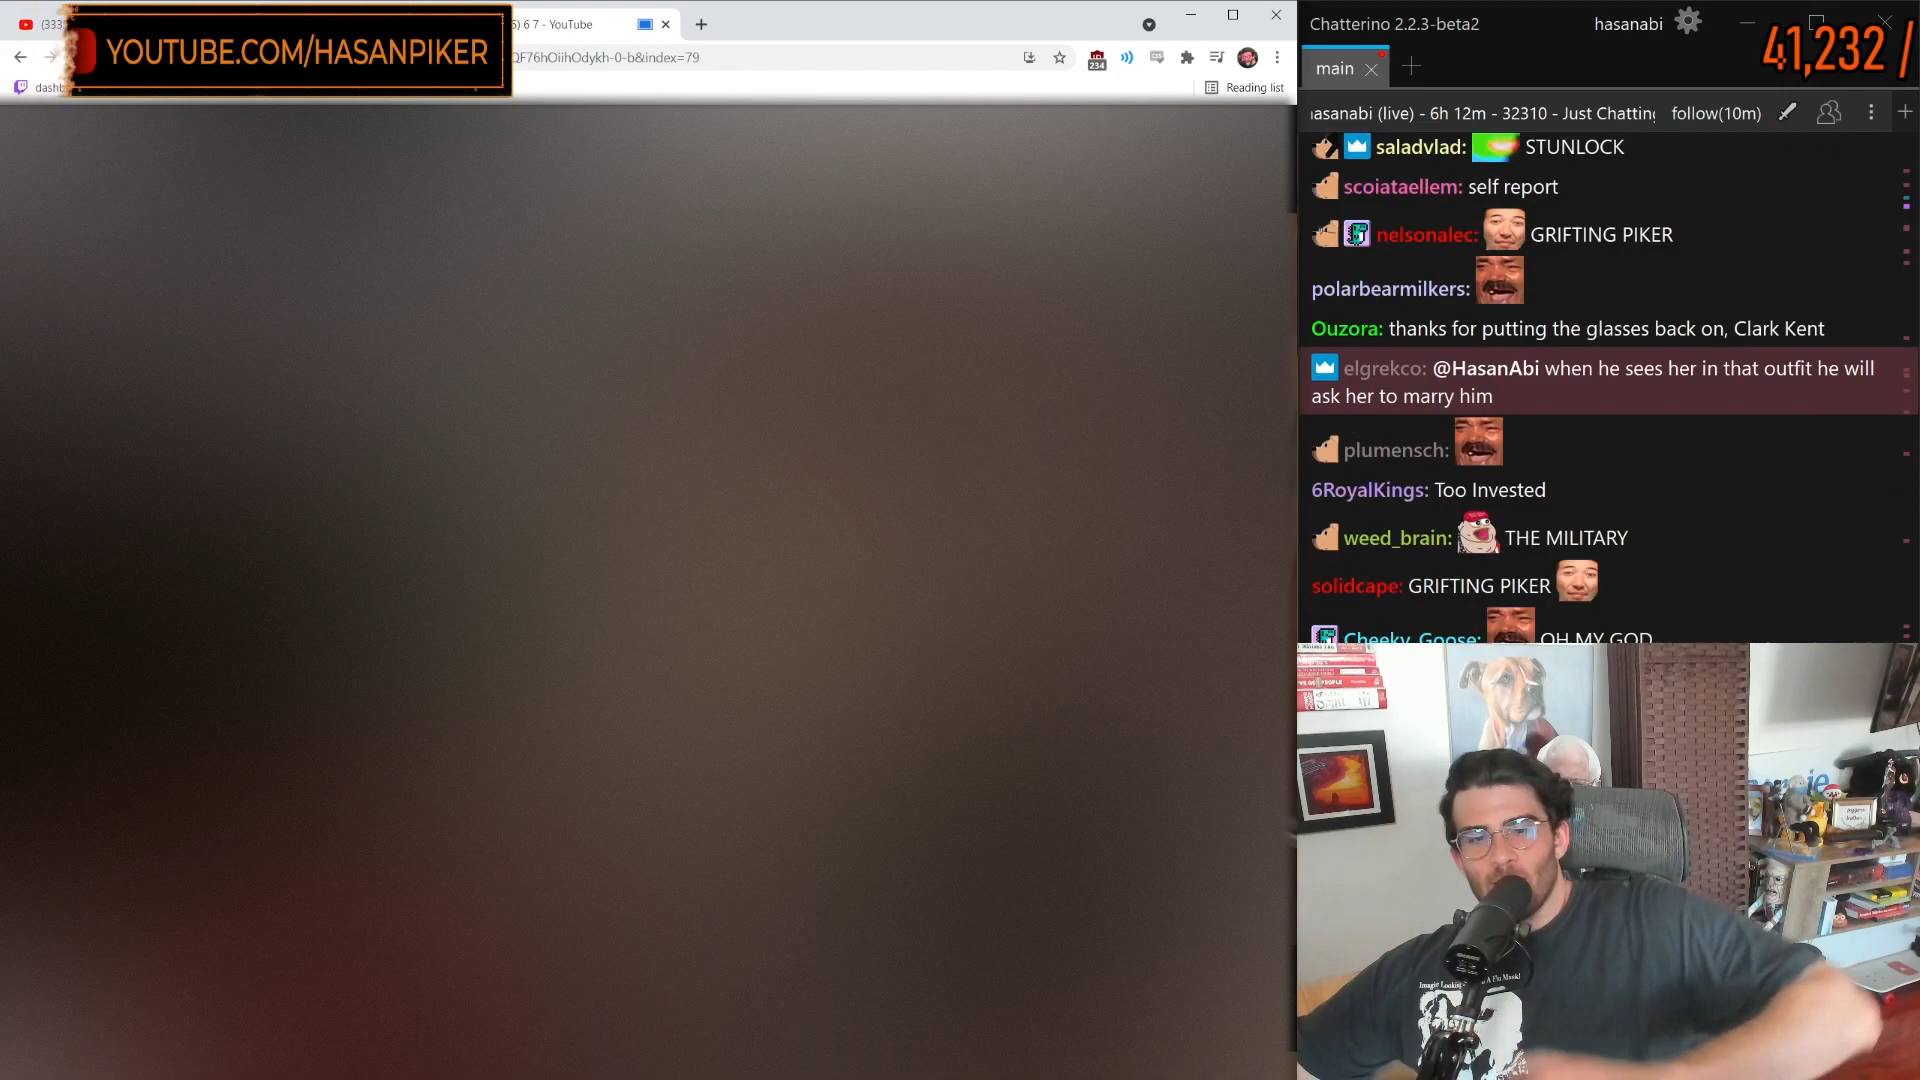 (333
YOUTUBE.COM/HASANPIKER
) 6 7 - YouTube
QF76hOiihOdykh-0-b&index=79
234
dashb
Reading list
Chatterino 2.2.3-beta2
hasanabi
41,232 /
main
hasanabi (live) - 6h 12m - 32310 - Just Chatting
follow(10m)
saladvlad: STUNLOCK
scoiataellem: self report
nelsonalec: GRIFTING PIKER
polarbearmilkers:
Ouzora: thanks for putting the glasses back on, Clark Kent
elgrekco: @HasanAbi when he sees her in that outfit he will
ask her to marry him
plumensch:
6RoyalKings: Too Invested
weed_brain: THE MILITARY
solidcape: GRIFTING PIKER
Cheeky_Goose: OH MY GOD